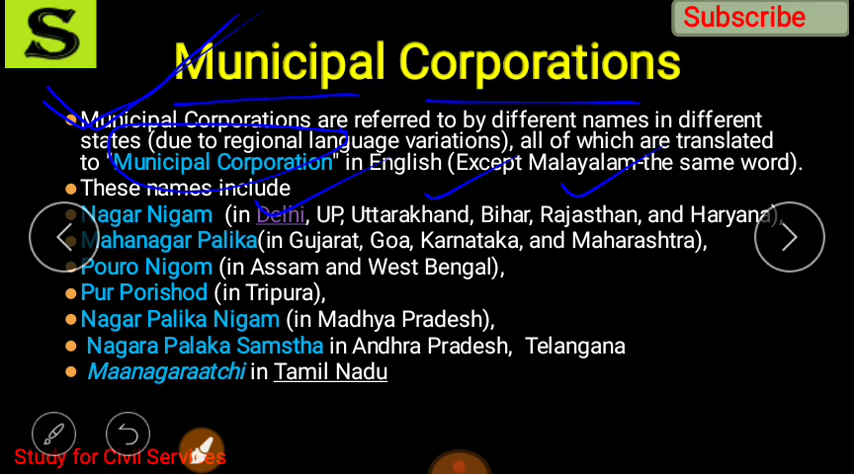 S
Subscribe
Municipal Corporations
Municipal Corporations are referred to by different names in different
states (due to regional language variations), all of which are translated
to "Municipal Corporation" in English (Except Malayalam-the same word).
These names include
Nagar Nigam (in Delhi, UP, Uttarakhand, Bihar, Rajasthan, and Haryana),
Mahanagar Palika(in Gujarat, Goa, Karnataka, and Maharashtra),
Pouro Nigom (in Assam and West Bengal),
Pur Porishod (in Tripura),
Nagar Palika Nigam (in Madhya Pradesh),
Nagara Palaka Samstha in Andhra Pradesh, Telangana
Maanagaraatchi in Tamil Nadu
Study for Civil Services